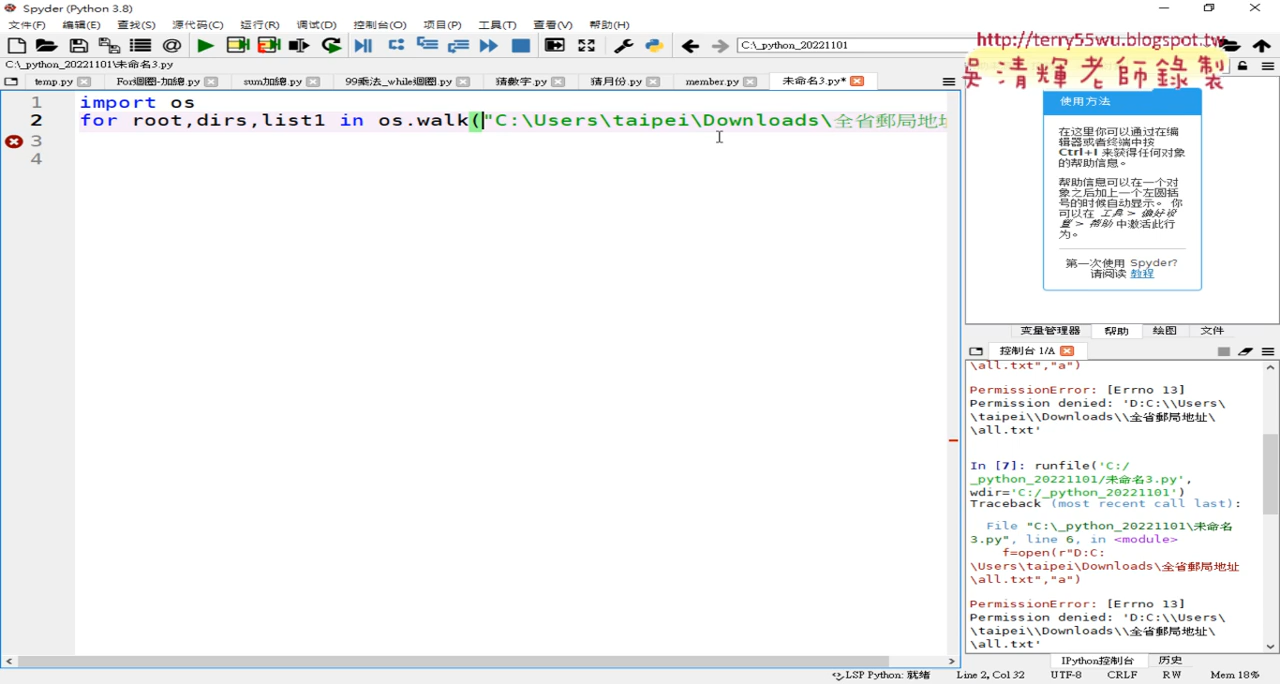 Spyder (Python 3.8)
文件(F) 编辑(E) 查找(S) 源代码(C) 运行(R) 调试(D) 控制台(O) 项目(P) 工具(T) 查看(V) 帮助(H)
C:\_python_20221101
http://terry55wu.blogspot.tw
吳清輝老師錄製
C:\_python_20221101\未命名3.py
temp.py Fori迴圈-加總.py sum加總.py 99乘法_while迴圈.py 猜數字.py 猜月份.py member.py 未命名3.py*
1 import os
2 for root,dirs,list1 in os.walk("C:\Users\taipei\Downloads\全省郵局地址
3
4
使用方法
在这里你可以通过在编
辑器或者终端中按
Ctrl+I 来获得任何对象
的帮助信息。
帮助信息可以在一个对
象之后加上一个左圆括
号的时候自动显示。 你
可以在 工具 > 偏好设
置 > 帮助 中激活此行
为。
第一次使用 Spyder?
请阅读 教程
变量管理器 帮助 绘图 文件
控制台 1/A
\all.txt","a")
PermissionError: [Errno 13]
Permission denied: 'D:C:\\Users\
\taipei\\Downloads\\全省郵局地址\
\all.txt'
In [7]: runfile('C:/
_python_20221101/未命名3.py',
wdir='C:/_python_20221101')
Traceback (most recent call last):
File "C:\_python_20221101\未命名
3.py", line 6, in <module>
f=open(r"D:C:
\Users\taipei\Downloads\全省郵局地址
\all.txt","a")
PermissionError: [Errno 13]
Permission denied: 'D:C:\\Users\
\taipei\\Downloads\\全省郵局地址\
\all.txt'
IPython控制台 历史
LSP Python: 就绪 Line 2, Col 32 UTF-8 CRLF RW Mem 18%